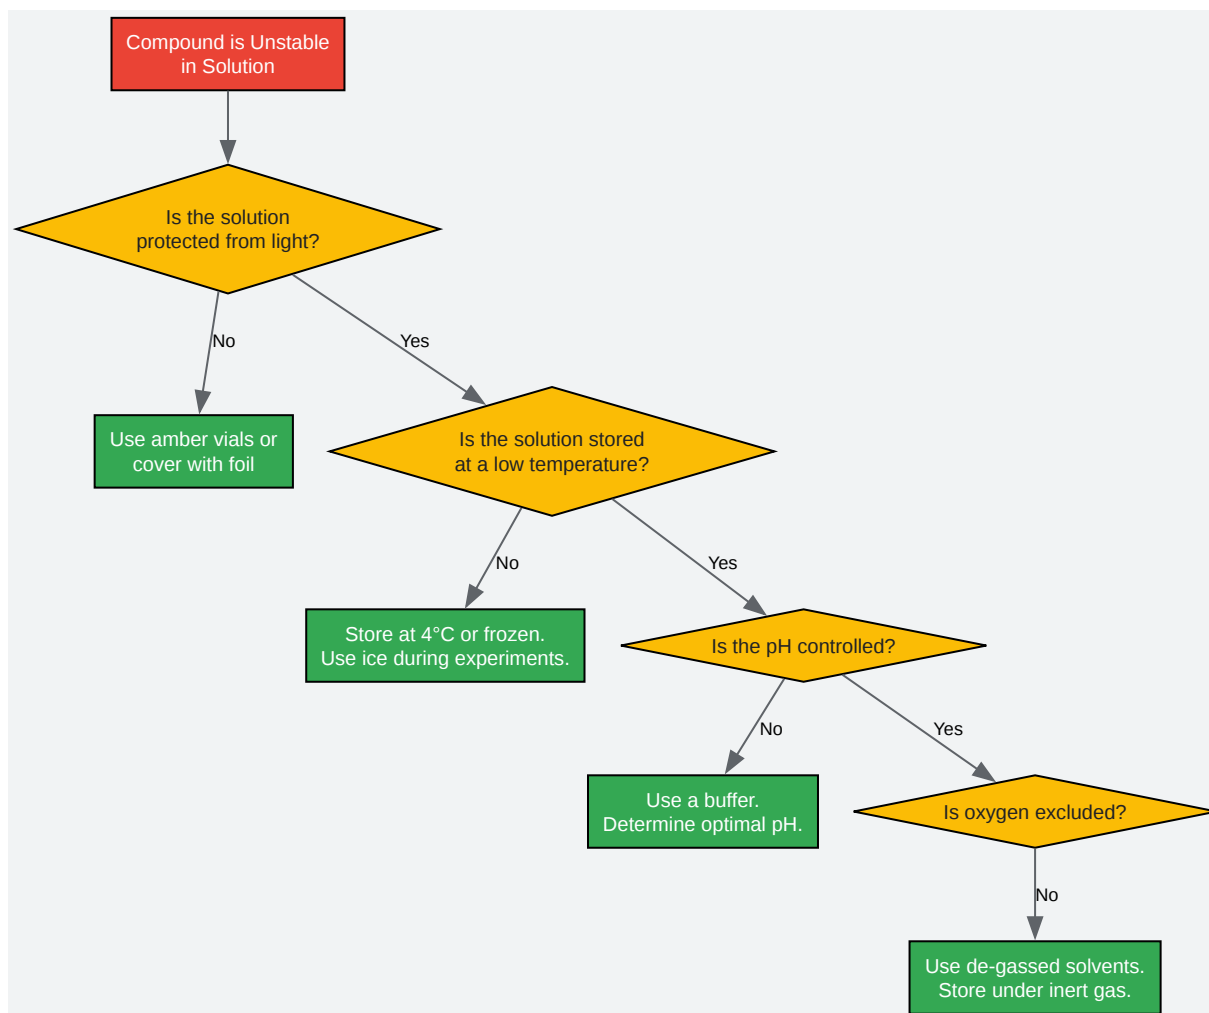 Compound is Unstable
in Solution
Is the solution
protected from light?
No
Yes
Use amber vials or
cover with foil
Is the solution stored
at a low temperature?
No
Yes
Store at 4°C or frozen.
Use ice during experiments.
Is the pH controlled?
No
Yes
Use a buffer.
Determine optimal pH.
Is oxygen excluded?
No
Use de-gassed solvents.
Store under inert gas.